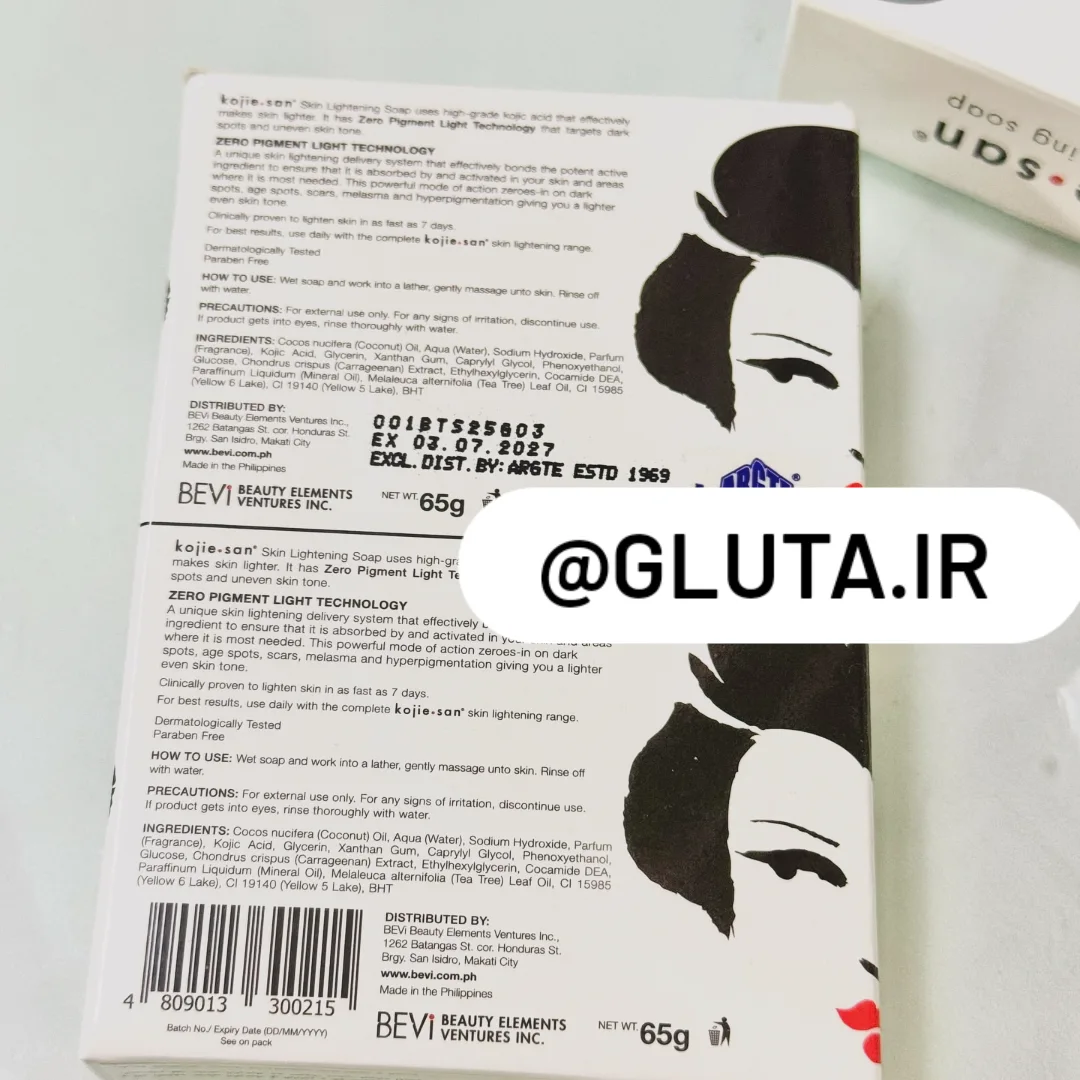 kojie.san® Skin Lightening Soap uses high-grade kojic acid that effectively
makes skin lighter. It has Zero Pigment Light Technology that targets dark
spots and uneven skin tone.
ZERO PIGMENT LIGHT TECHNOLOGY
A unique skin lightening delivery system that effectively bonds the potent active
ingredient to ensure that it is absorbed by and activated in your skin and areas
where it is most needed. This powerful mode of action zeroes-in on dark
spots, age spots, scars, melasma and hyperpigmentation giving you a lighter
even skin tone.
Clinically proven to lighten skin in as fast as 7 days.
For best results, use daily with the complete kojie.san® skin lightening range.
Dermatologically Tested
Paraben Free
HOW TO USE: Wet soap and work into a lather, gently massage unto skin. Rinse off
with water.
PRECAUTIONS: For external use only. For any signs of irritation, discontinue use.
If product gets into eyes, rinse thoroughly with water.
INGREDIENTS: Cocos nucifera (Coconut) Oil, Aqua (Water), Sodium Hydroxide, Parfum
(Fragrance), Kojic Acid, Glycerin, Xanthan Gum, Caprylyl Glycol, Phenoxyethanol,
Glucose, Chondrus crispus (Carrageenan) Extract, Ethylhexylglycerin, Cocamide DEA,
Paraffinum Liquidum (Mineral Oil), Melaleuca alternifolia (Tea Tree) Leaf Oil, CI 15985
(Yellow 6 Lake), CI 19140 (Yellow 5 Lake), BHT
DISTRIBUTED BY:
BEVi Beauty Elements Ventures Inc.,
1262 Batangas St. cor. Honduras St.
Brgy. San Isidro, Makati City
www.bevi.com.ph
Made in the Philippines
001BTS25603
EX 03.07.2027
EXCL.DIST.BY:ARGTE ESTD 1969
ARGTE®
BEVi BEAUTY ELEMENTS
VENTURES INC.
NET WT. 65g
@GLUTA.IR
kojie.san® Skin Lightening Soap uses
makes skin lighter. It has Zero Pigment Light
spots and uneven skin tone.
ZERO PIGMENT LIGHT TECHNOLOGY
A unique skin lightening delivery system that effectively
ingredient to ensure that it is absorbed by and activated in your skin and areas
where it is most needed. This powerful mode of action zeroes-in on dark
spots, age spots, scars, melasma and hyperpigmentation giving you a lighter
even skin tone.
Clinically proven to lighten skin in as fast as 7 days.
For best results, use daily with the complete kojie.san® skin lightening range.
Dermatologically Tested
Paraben Free
HOW TO USE: Wet soap and work into a lather, gently massage unto skin. Rinse off
with water.
PRECAUTIONS: For external use only. For any signs of irritation, discontinue use.
If product gets into eyes, rinse thoroughly with water.
INGREDIENTS: Cocos nucifera (Coconut) Oil, Aqua (Water), Sodium Hydroxide, Parfum
(Fragrance), Kojic Acid, Glycerin, Xanthan Gum, Caprylyl Glycol, Phenoxyethanol,
Glucose, Chondrus crispus (Carrageenan) Extract, Ethylhexylglycerin, Cocamide DEA,
Paraffinum Liquidum (Mineral Oil), Melaleuca alternifolia (Tea Tree) Leaf Oil, CI 15985
(Yellow 6 Lake), CI 19140 (Yellow 5 Lake), BHT
4 809013 300215
Batch No./ Expiry Date (DD/MM/YYYY)
See on pack
DISTRIBUTED BY:
BEVi Beauty Elements Ventures Inc.,
1262 Batangas St. cor. Honduras St.
Brgy. San Isidro, Makati City
www.bevi.com.ph
Made in the Philippines
BEVi BEAUTY ELEMENTS
VENTURES INC.
NET WT. 65g
san®
ing soap